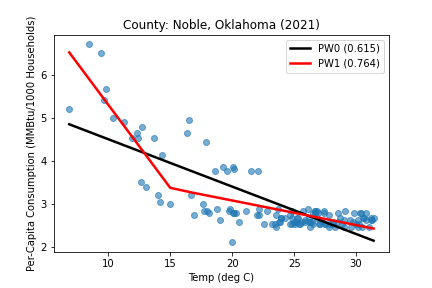 County: Noble, Oklahoma (2021)
PW0 (0.615)
PW1 (0.764)
Per-Capita Consumption (MMBtu/1000 Households)
6
5
4
3
2
10
15
20
25
30
Temp (deg C)